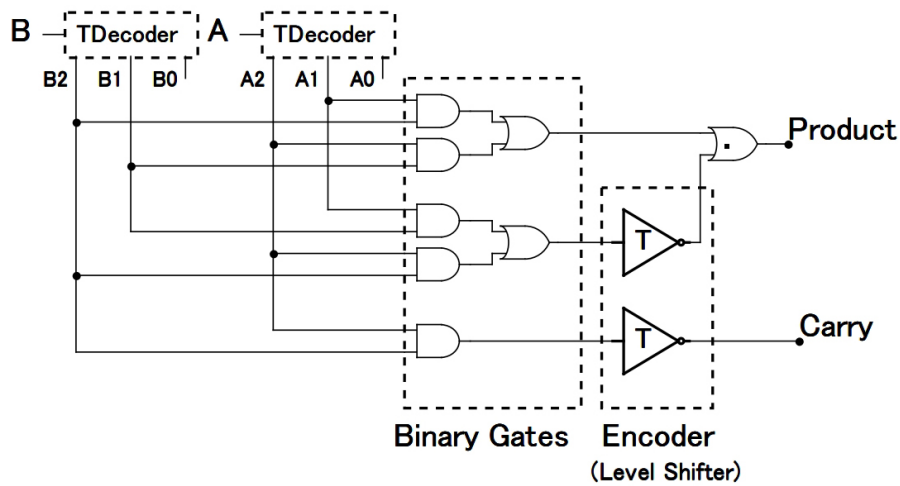 B TDecoder A TDecoder
B2 B1 B0 A2 A1 A0
Product
T
T
Carry
Binary Gates Encoder
(Level Shifter)